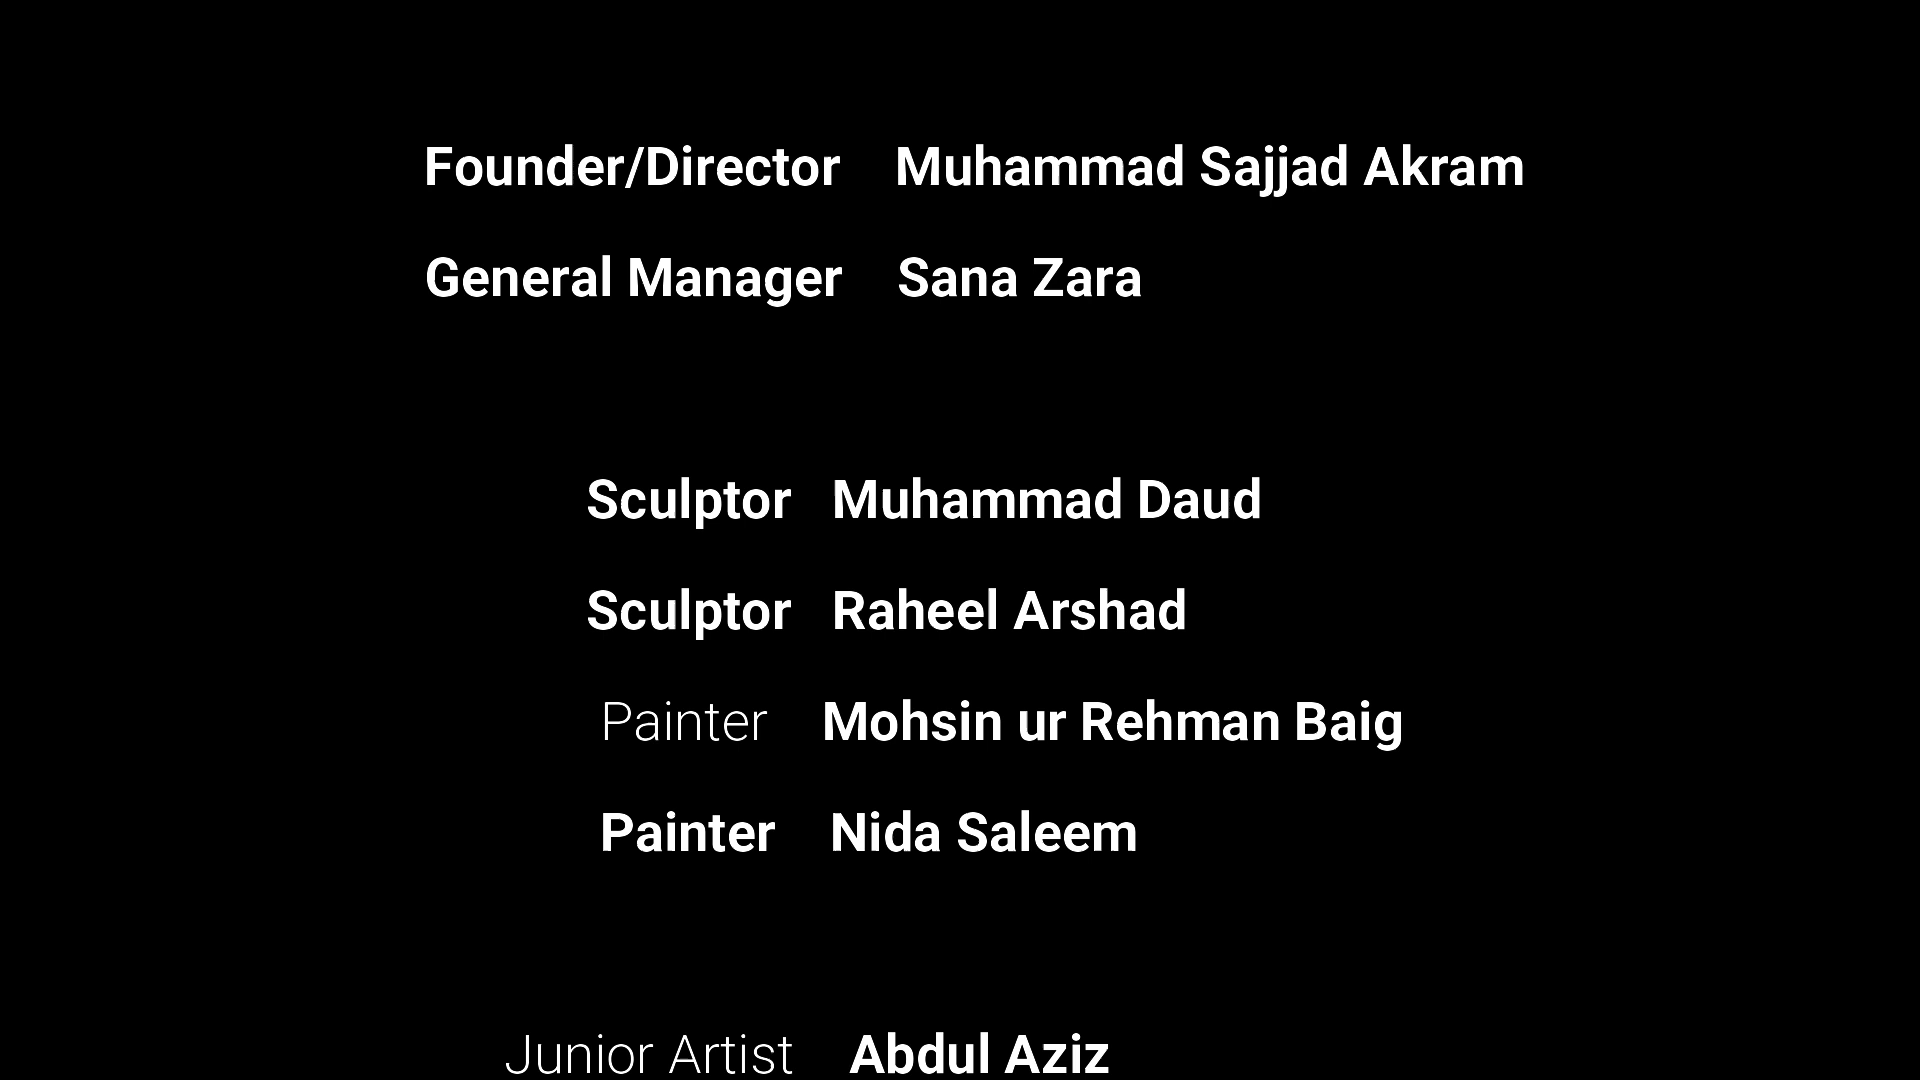 Founder/Director Muhammad Sajjad Akram
General Manager Sana Zara
Sculptor Muhammad Daud
Sculptor Raheel Arshad
Painter Mohsin ur Rehman Baig
Painter Nida Saleem
Junior Artist Abdul Aziz